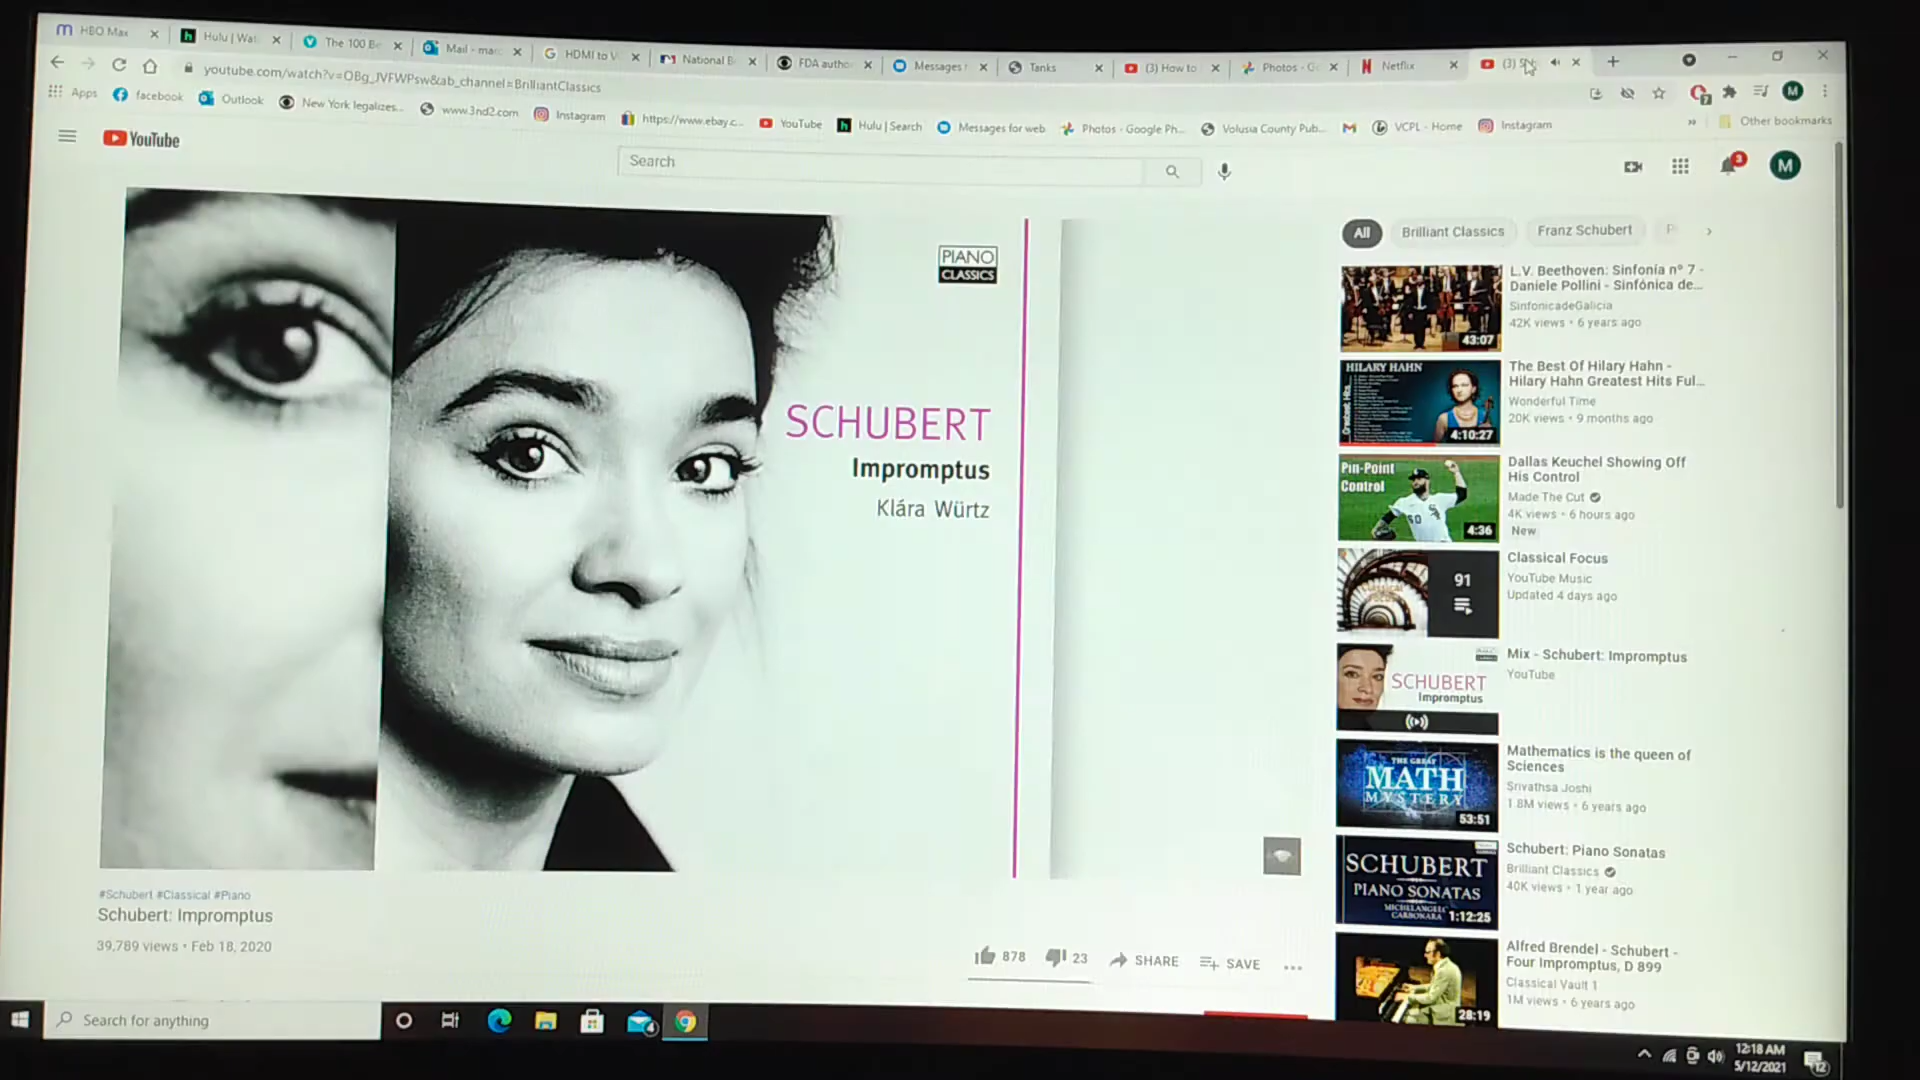 HBO Max
Hulu | Wat
The 100 Be
Mail - marc
HDMI to V
National B
FDA autho
Messages f
Tanks
(3) How to
Photos - G
Netflix
(3) S
youtube.com/watch?v=OBg_JVFWPsw&ab_channel=BrilliantClassics
7
M
Apps
facebook
Outlook
New York legalizes...
www.3nd2.com
Instagram
https://www.ebay.c...
YouTube
Hulu | Search
Messages for web
Photos - Google Ph...
Volusia County Pub...
VCPL - Home
Instagram
Other bookmarks
YouTube
Search
3
M
PIANO
CLASSICS
SCHUBERT
Impromptus
Klára Würtz
#Schubert #Classical #Piano
Schubert: Impromptus
39,789 views • Feb 18, 2020
878
23
SHARE
SAVE
All
Brilliant Classics
Franz Schubert
P
L.V. Beethoven: Sinfonía nº 7 -
Daniele Pollini - Sinfónica de...
SinfonicadeGalicia
42K views • 6 years ago
43:07
HILARY HAHN
4:10:27
The Best Of Hilary Hahn -
Hilary Hahn Greatest Hits Ful...
Wonderful Time
20K views • 9 months ago
Pin-Point
Control
60
4:36
Dallas Keuchel Showing Off
His Control
Made The Cut
4K views • 6 hours ago
New
91
Classical Focus
YouTube Music
Updated 4 days ago
SCHUBERT
Impromptus
Mix - Schubert: Impromptus
YouTube
THE GREAT
MATH
MYSTERY
53:51
Mathematics is the queen of
Sciences
Srivathsa Joshi
1.8M views • 6 years ago
SCHUBERT
PIANO SONATAS
MICHELANGELO
CARBONARA
1:12:25
Schubert: Piano Sonatas
Brilliant Classics
40K views • 1 year ago
28:19
Alfred Brendel - Schubert -
Four Impromptus, D 899
Classical Vault 1
1M views • 6 years ago
Search for anything
4
12:18 AM
5/12/2021
12